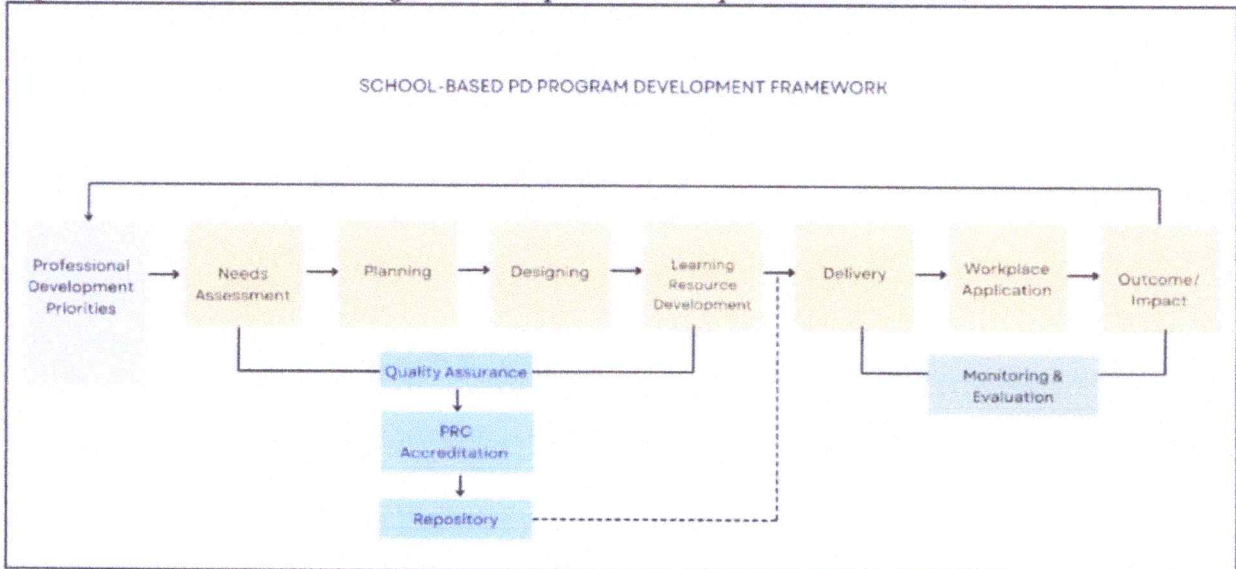 SCHOOL-BASED PD PROGRAM DEVELOPMENT FRAMEWORK
Professional
Development
Priorities
Needs
Assessment
Planning
Designing
Learning
Resource
Development
Delivery
Workplace
Application
Outcome/
Impact
Quality Assurance
PRC
Accreditation
Repository
Monitoring &
Evaluation